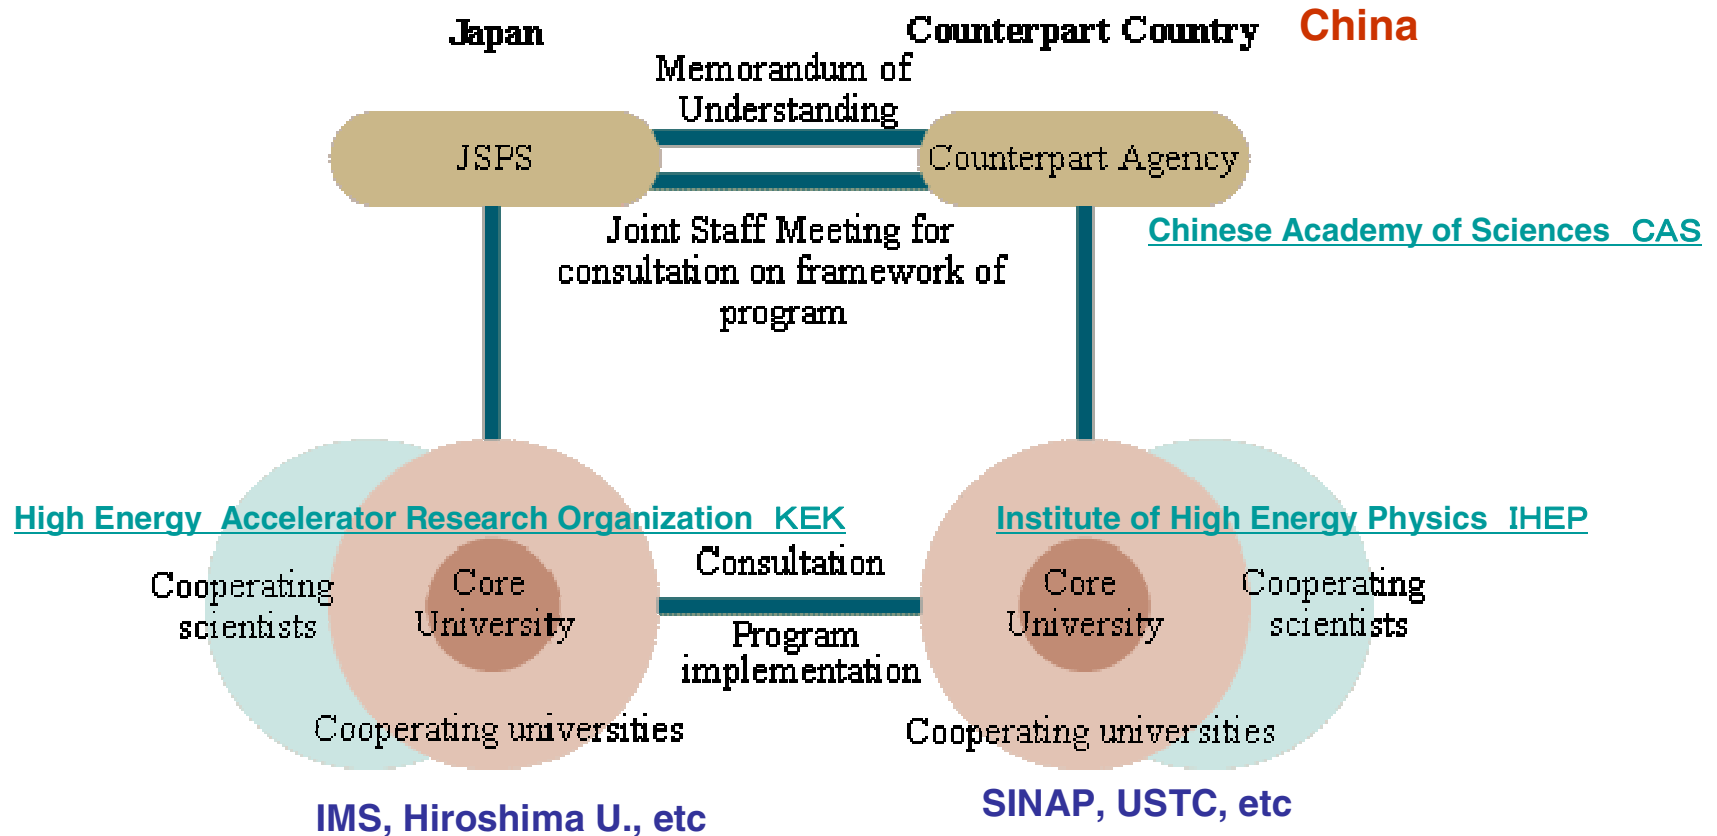 Japan
Counterpart Country China
Memorandum of
Understanding
JSPS
Counterpart Agency
Joint Staff Meeting for
consultation on framework of
program
Chinese Academy of Sciences CAS
High Energy Accelerator Research Organization KEK
Institute of High Energy Physics IHEP
Cooperating
scientists
Core
University
Consultation
Program
implementation
Core
University
Cooperating
scientists
Cooperating universities
Cooperating universities
IMS, Hiroshima U., etc
SINAP, USTC, etc